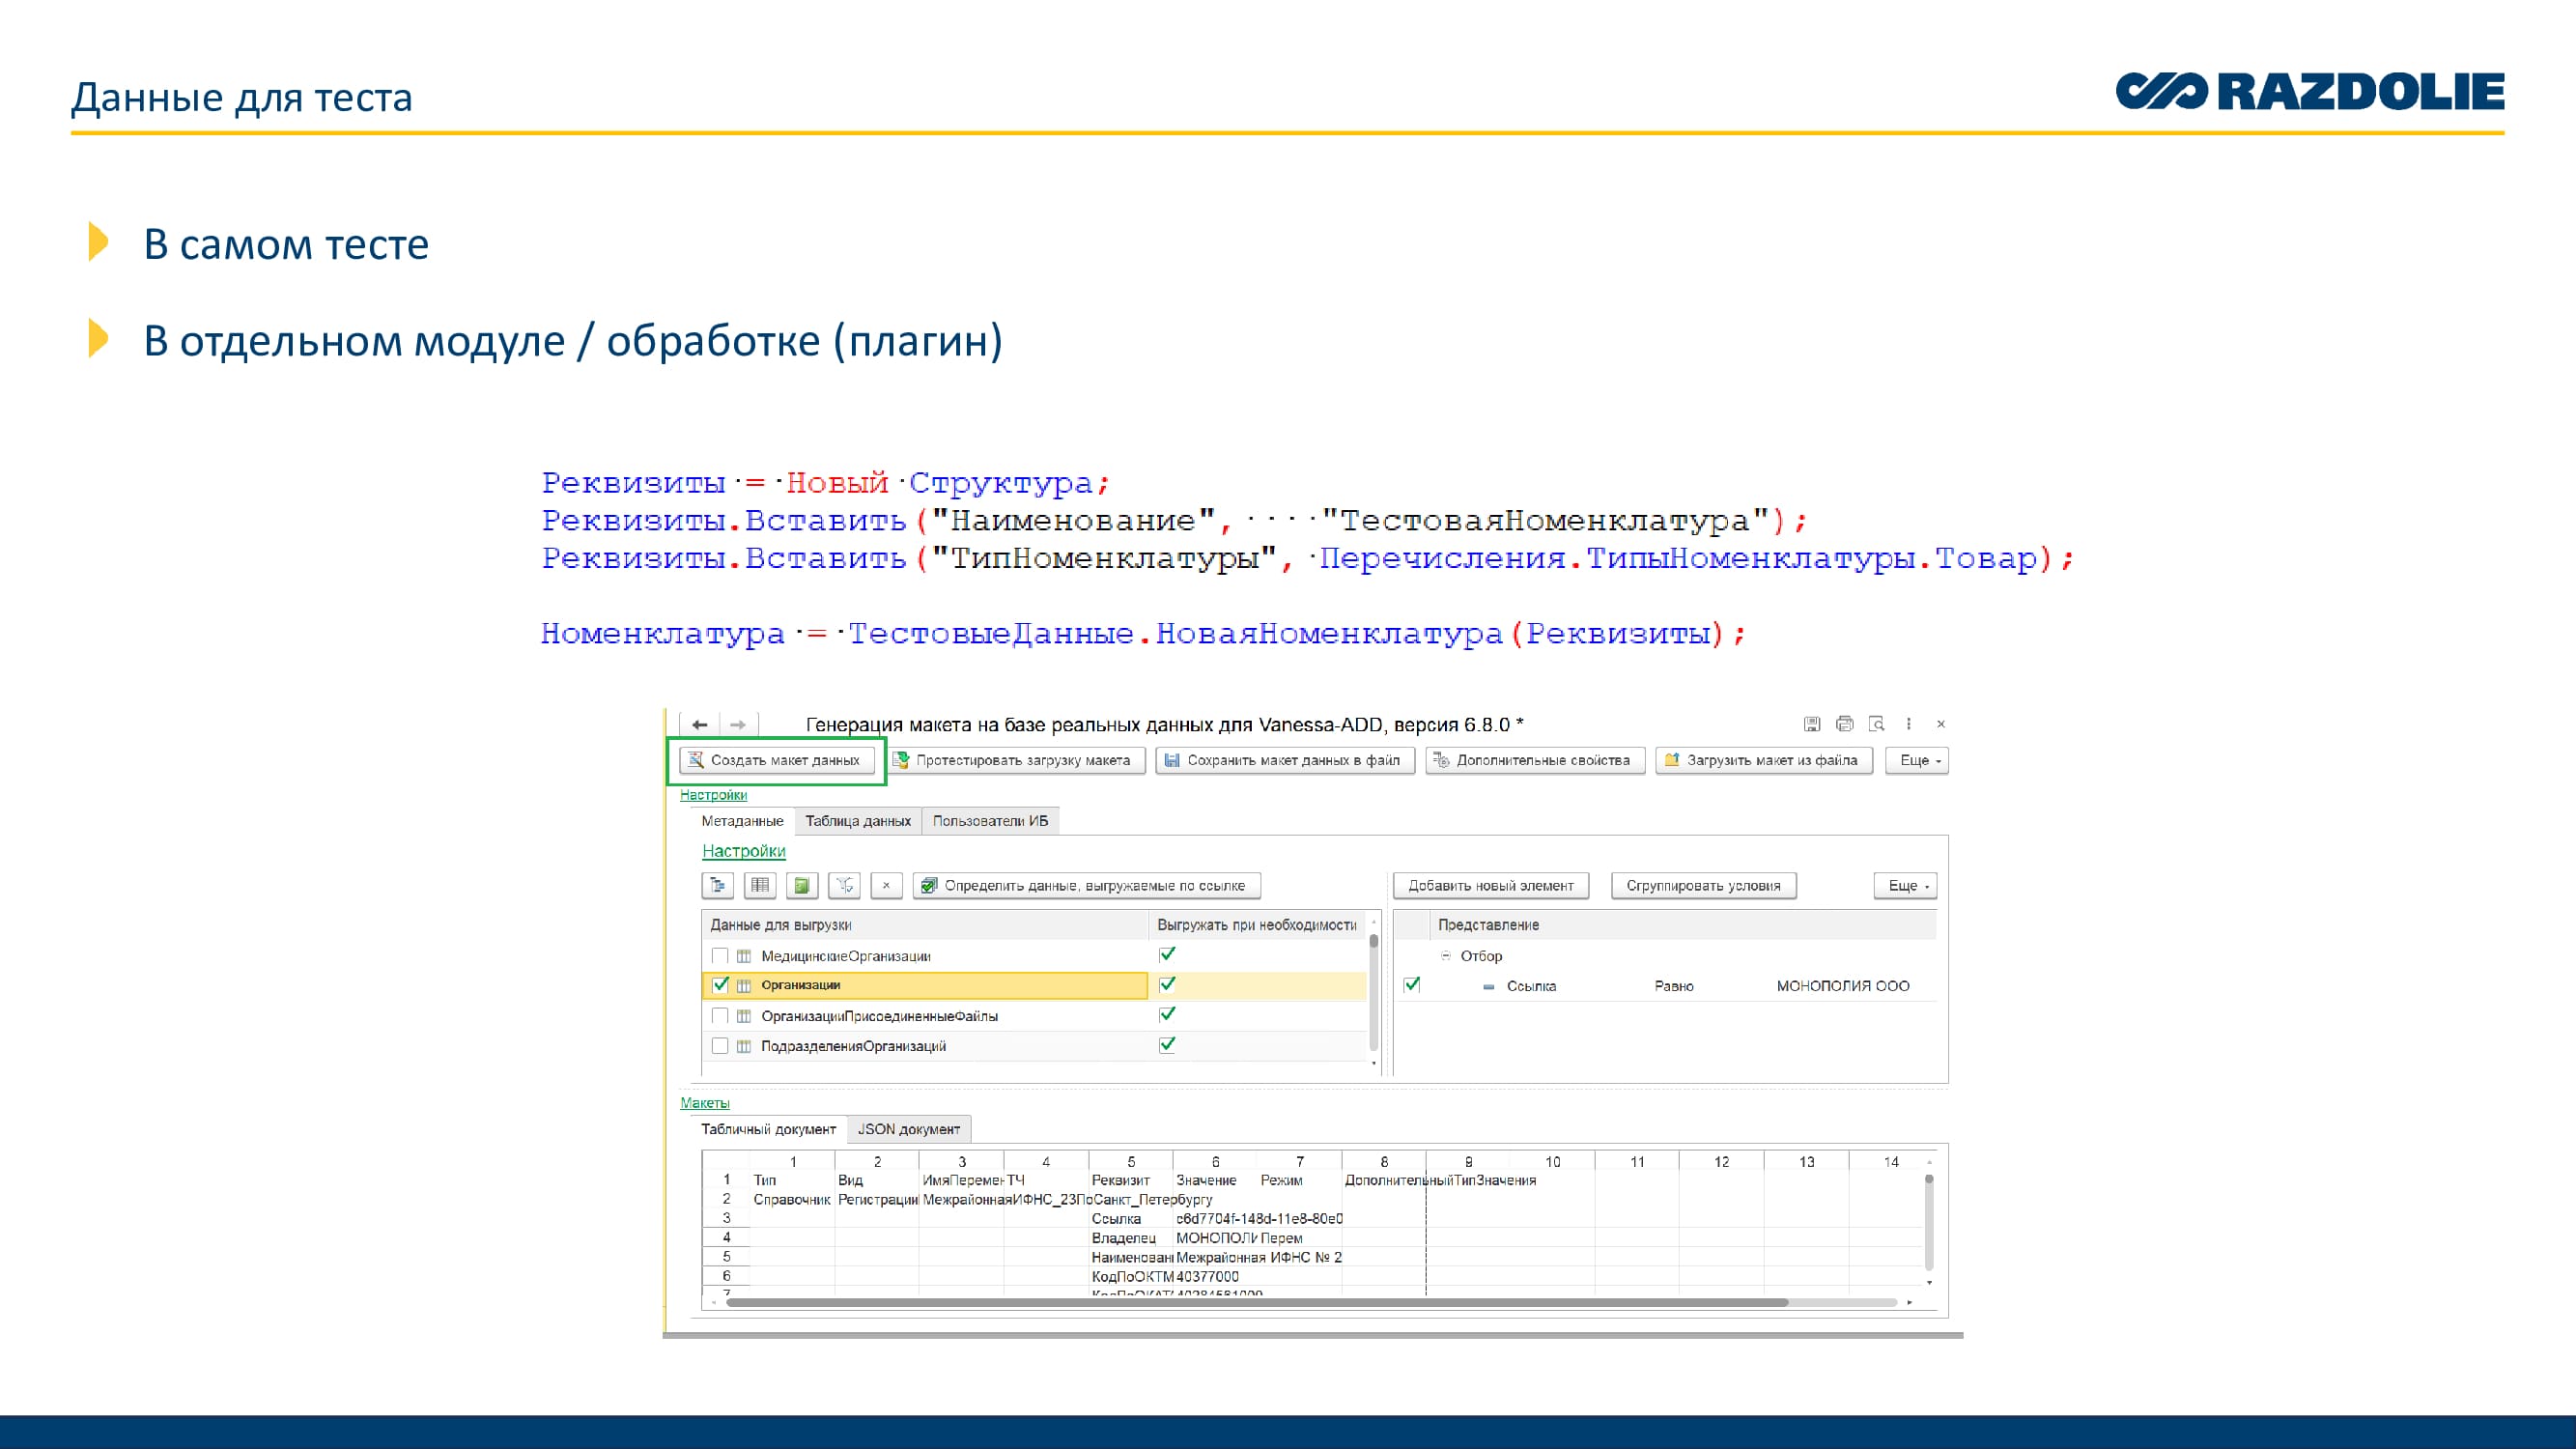 Данные для теста
RAZDOLIE
В самом тесте
В отдельном модуле / обработке (плагин)
Реквизиты = Новый Структура;
Реквизиты.Вставить("Наименование", "ТестоваяНоменклатура");
Реквизиты.Вставить("ТипНоменклатуры", Перечисления.ТипыНоменклатуры.Товар);
Номенклатура = ТестовыеДанные.НоваяНоменклатура(Реквизиты);
Генерация макета на базе реальных данных для Vanessa-ADD, версия 6.8.0 *
Создать макет данных Протестировать загрузку макета Сохранить макет данных в файл Дополнительные свойства Загрузить макет из файла Еще
Настройки
Метаданные Таблица данных Пользователи ИБ
Настройки
Определить данные, выгружаемые по ссылке Добавить новый элемент Сгруппировать условия Еще
Данные для выгрузки Выгружать при необходимости Представление
МедицинскиеОрганизации Отбор
Организации Ссылка Равно МОНОПОЛИЯ ООО
ОрганизацииПрисоединенныеФайлы
ПодразделенияОрганизаций
Макеты
Табличный документ JSON документ
1 2 3 4 5 6 7 8 9 10 11 12 13 14
1 Тип Вид ИмяПеремен ТЧ Реквизит Значение Режим ДополнительныйТипЗначения
2 Справочник Регистрации МежрайоннаяИФНС_23ПоСанкт_Петербургу
3 Ссылка c6d7704f-148d-11e8-80e0
4 Владелец МОНОПОЛИ Перем
5 Наименован Межрайонная ИФНС № 2
6 КодПоОКТМ 40377000
7